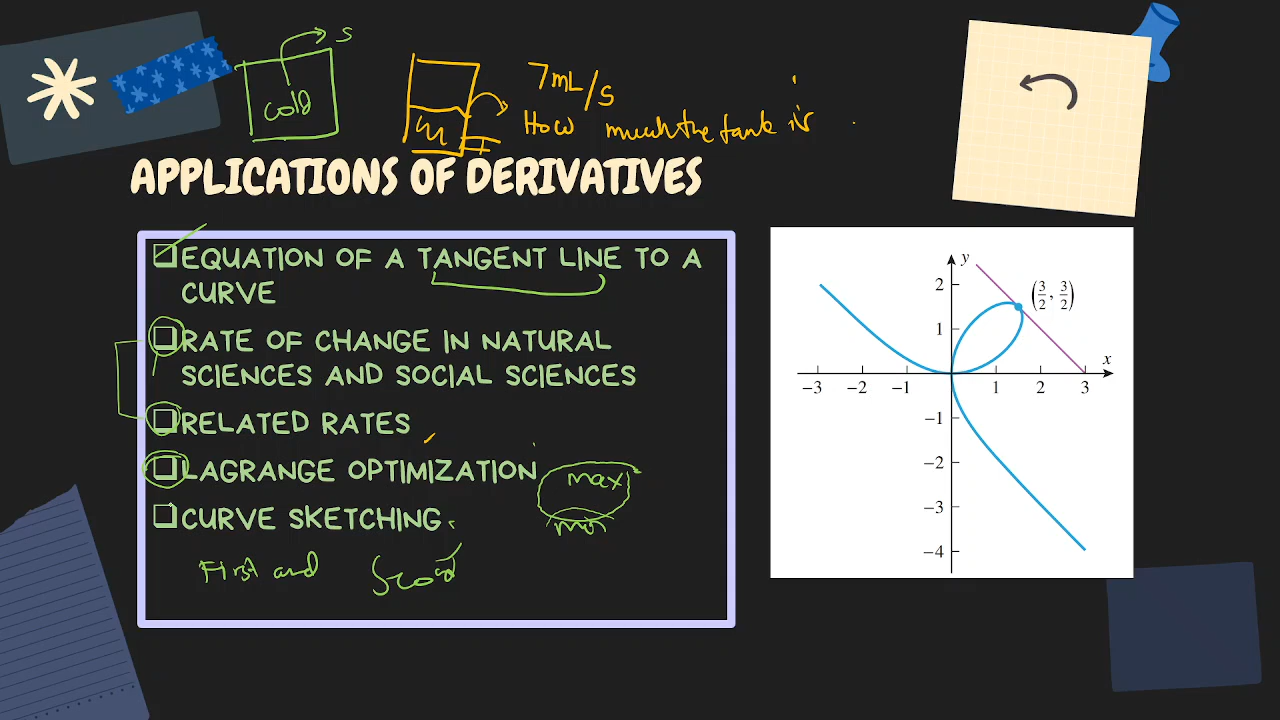 s
cold
7mL/s
How much the tank is
APPLICATIONS OF DERIVATIVES
EQUATION OF A TANGENT LINE TO A
CURVE
RATE OF CHANGE IN NATURAL
SCIENCES AND SOCIAL SCIENCES
RELATED RATES
LAGRANGE OPTIMIZATION
max
min
CURVE SKETCHING
First and Second
y
(3/2, 3/2)
x
2
1
−3 −2 −1 1 2 3
−1
−2
−3
−4